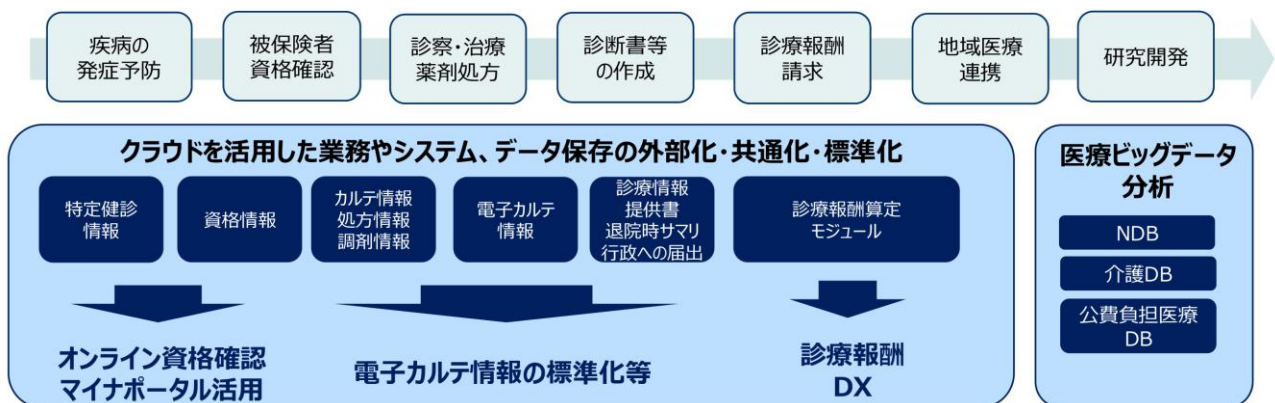 疾病の
発症予防
被保険者
資格確認
診察・治療
薬剤処方
診断書等
の作成
診療報酬
請求
地域医療
連携
研究開発
クラウドを活用した業務やシステム、データ保存の外部化・共通化・標準化
特定健診
情報
資格情報
カルテ情報
処方情報
調剤情報
電子カルテ
情報
診療情報
提供書
退院時サマリ
行政への届出
診療報酬算定
モジュール
オンライン資格確認
マイナポータル活用
電子カルテ情報の標準化等
診療報酬
DX
医療ビッグデータ
分析
NDB
介護DB
公費負担医療
DB